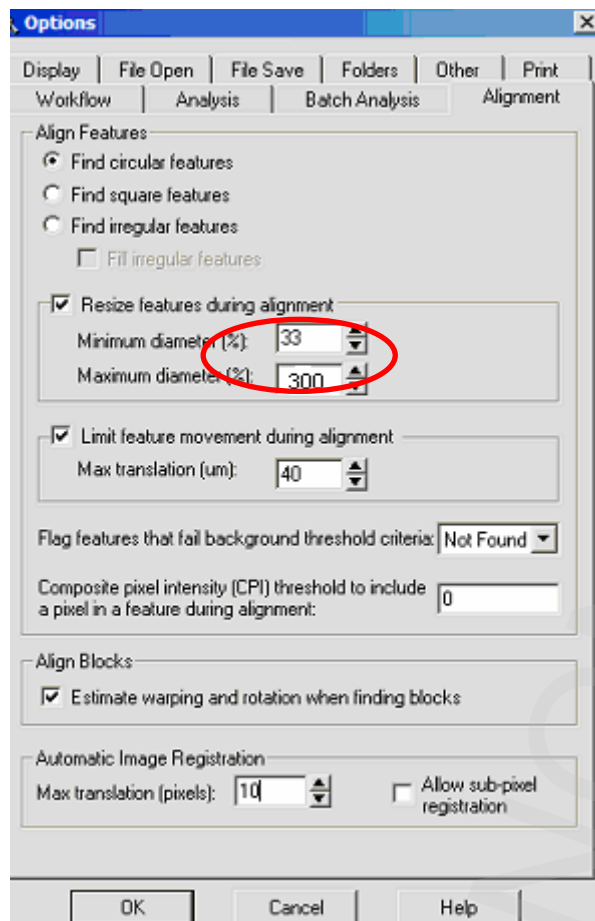 Options
Display File Open File Save Folders Other Print
Workflow Analysis Batch Analysis Alignment
Align Features
Find circular features
Find square features
Find irregular features
Fill irregular features
Resize features during alignment
Minimum diameter (%): 33
Maximum diameter (%): 300
Limit feature movement during alignment
Max translation (um): 40
Flag features that fail background threshold criteria: Not Found
Composite pixel intensity (CPI) threshold to include
a pixel in a feature during alignment: 0
Align Blocks
Estimate warping and rotation when finding blocks
Automatic Image Registration
Max translation (pixels): 10 Allow sub-pixel
registration
OK Cancel Help